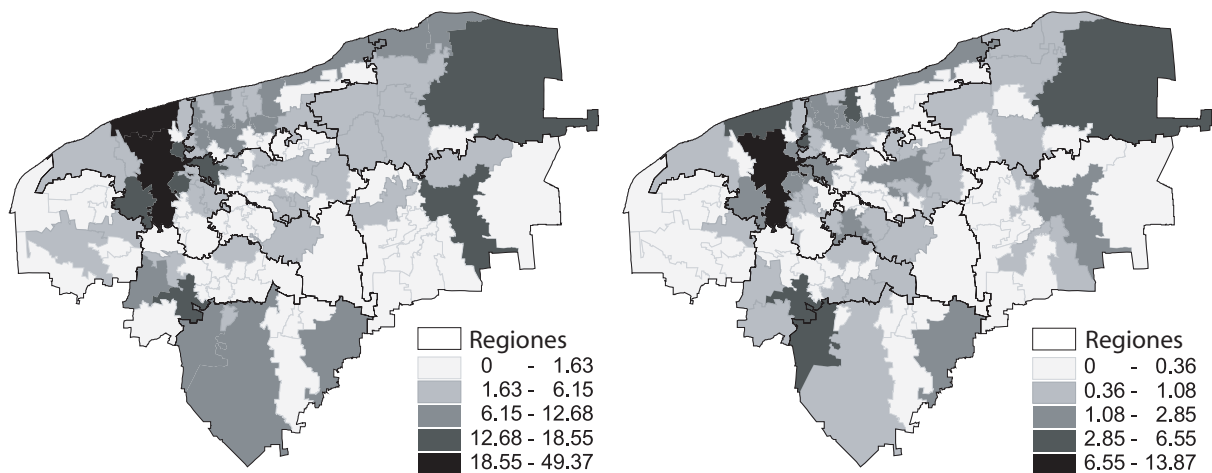 Regiones
0 - 1.63
1.63 - 6.15
6.15 - 12.68
12.68 - 18.55
18.55 - 49.37
Regiones
0 - 0.36
0.36 - 1.08
1.08 - 2.85
2.85 - 6.55
6.55 - 13.87